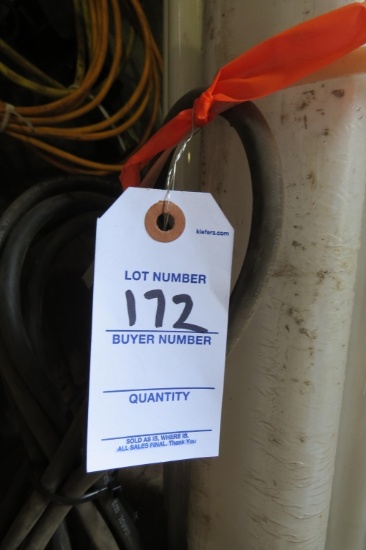 kiefers.com
LOT NUMBER
172
BUYER NUMBER
QUANTITY
SOLD AS IS, WHERE IS.
ALL SALES FINAL. Thank You